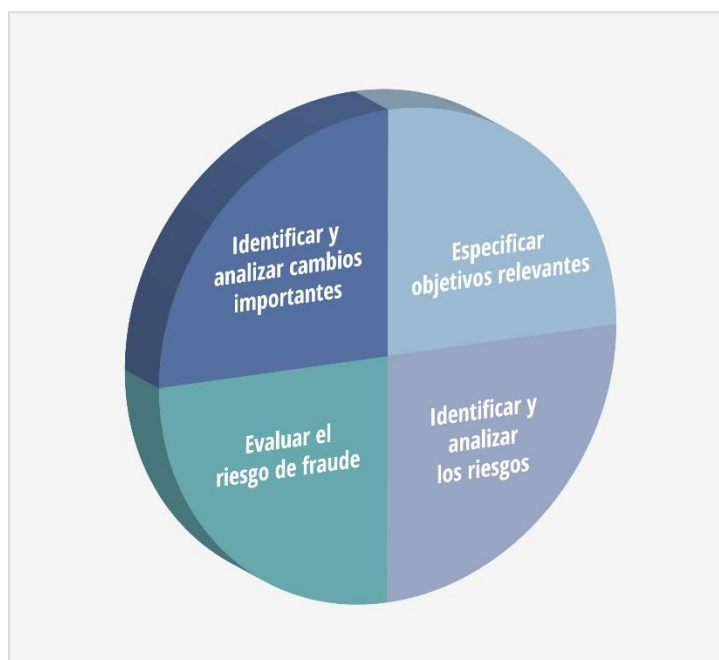 Identificar y
analizar cambios
importantes
Especificar
objetivos relevantes
Evaluar el
riesgo de fraude
Identificar y
analizar
los riesgos